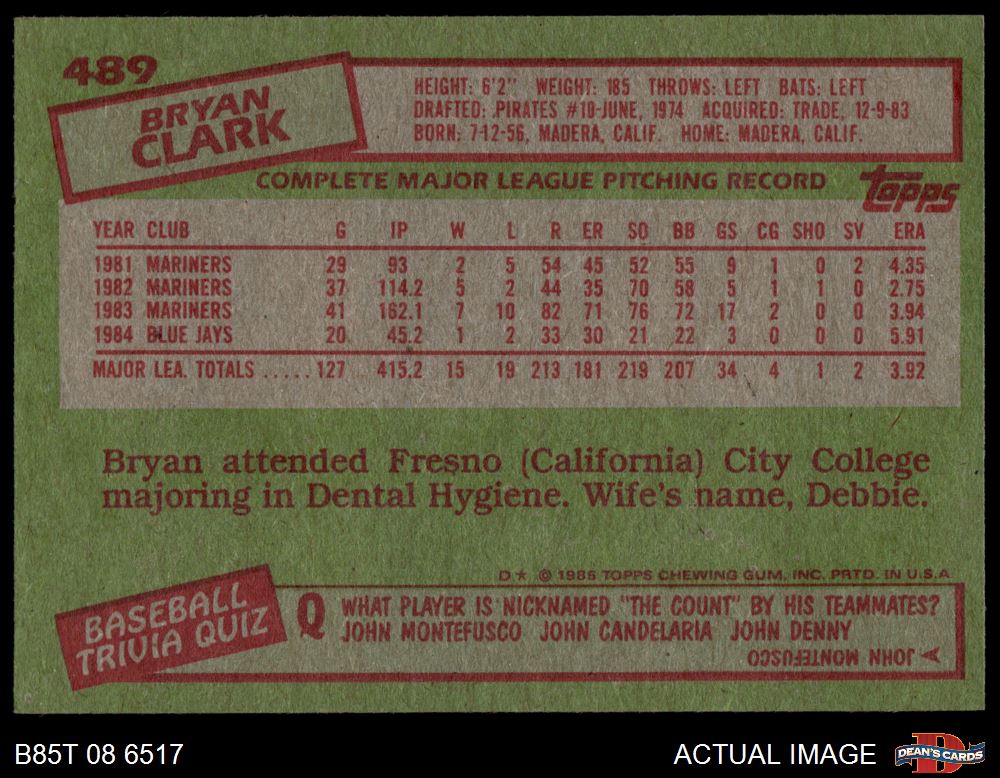 489
BRYAN
CLARK
HEIGHT: 6'2" WEIGHT: 185 THROWS: LEFT BATS: LEFT
DRAFTED: PIRATES #10-JUNE, 1974 ACQUIRED: TRADE, 12-9-83
BORN: 7-12-56, MADERA, CALIF. HOME: MADERA, CALIF.
COMPLETE MAJOR LEAGUE PITCHING RECORD
topps
YEAR CLUB G IP W L R ER SO BB GS CG SHO SV ERA
1981 MARINERS 29 93 2 5 54 45 52 55 9 1 0 2 4.35
1982 MARINERS 37 114.2 5 2 44 35 70 58 5 1 1 0 2.75
1983 MARINERS 41 162.1 7 10 82 71 76 72 17 2 0 0 3.94
1984 BLUE JAYS 20 45.2 1 2 33 30 21 22 3 0 0 0 5.91
MAJOR LEA. TOTALS ..... 127 415.2 15 19 213 181 219 207 34 4 1 2 3.92
Bryan attended Fresno (California) City College
majoring in Dental Hygiene. Wife's name, Debbie.
D* © 1985 TOPPS CHEWING GUM, INC. PRTD. IN U.S.A.
BASEBALL
TRIVIA QUIZ
Q WHAT PLAYER IS NICKNAMED "THE COUNT" BY HIS TEAMMATES?
JOHN MONTEFUSCO JOHN CANDELARIA JOHN DENNY
A JOHN MONTEFUSCO
B85T 08 6517
ACTUAL IMAGE
DEAN'S CARDS